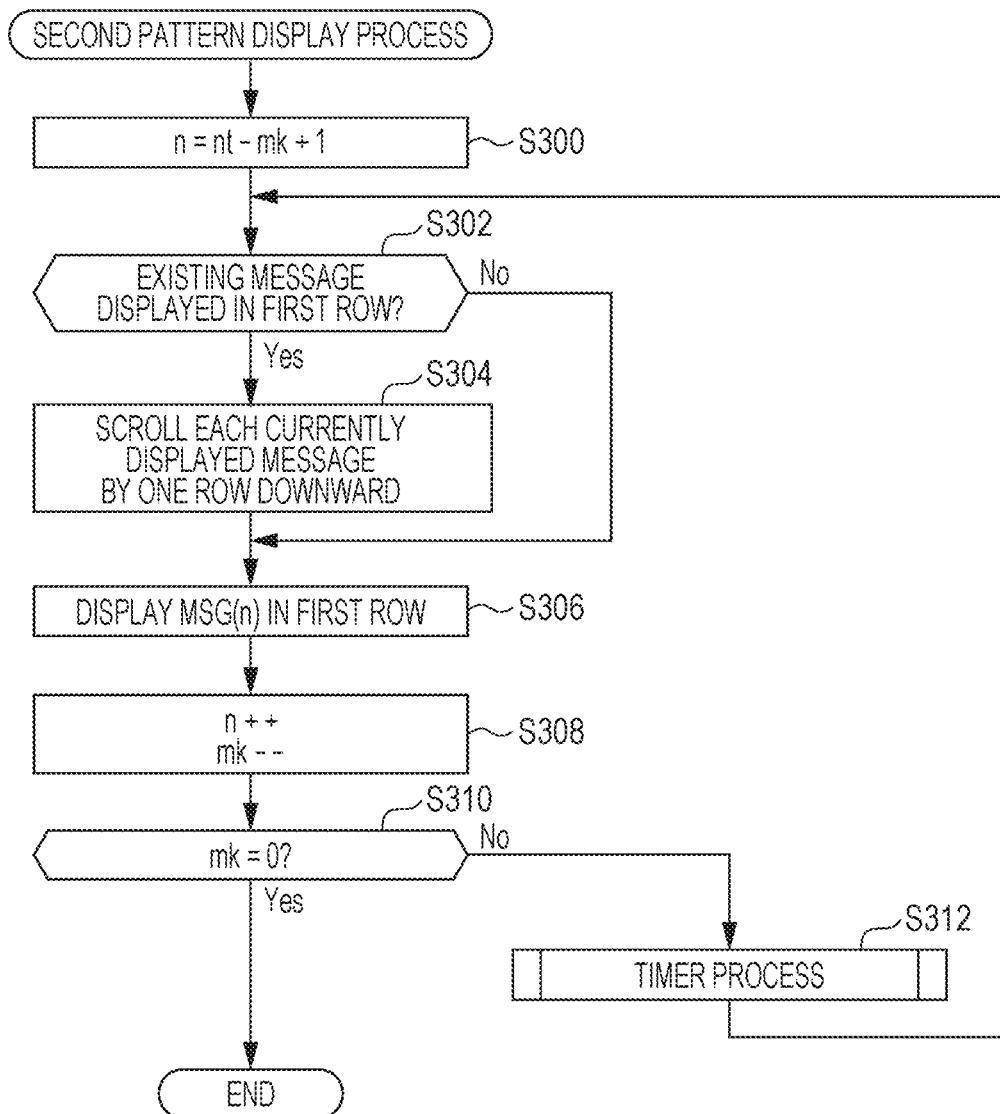 SECOND PATTERN DISPLAY PROCESS
n = nt - mk + 1
S300
S302
EXISTING MESSAGE
DISPLAYED IN FIRST ROW?
No
Yes
S304
SCROLL EACH CURRENTLY
DISPLAYED MESSAGE
BY ONE ROW DOWNWARD
DISPLAY MSG(n) IN FIRST ROW
S306
n + +
mk - -
S308
S310
mk = 0?
No
Yes
S312
TIMER PROCESS
END